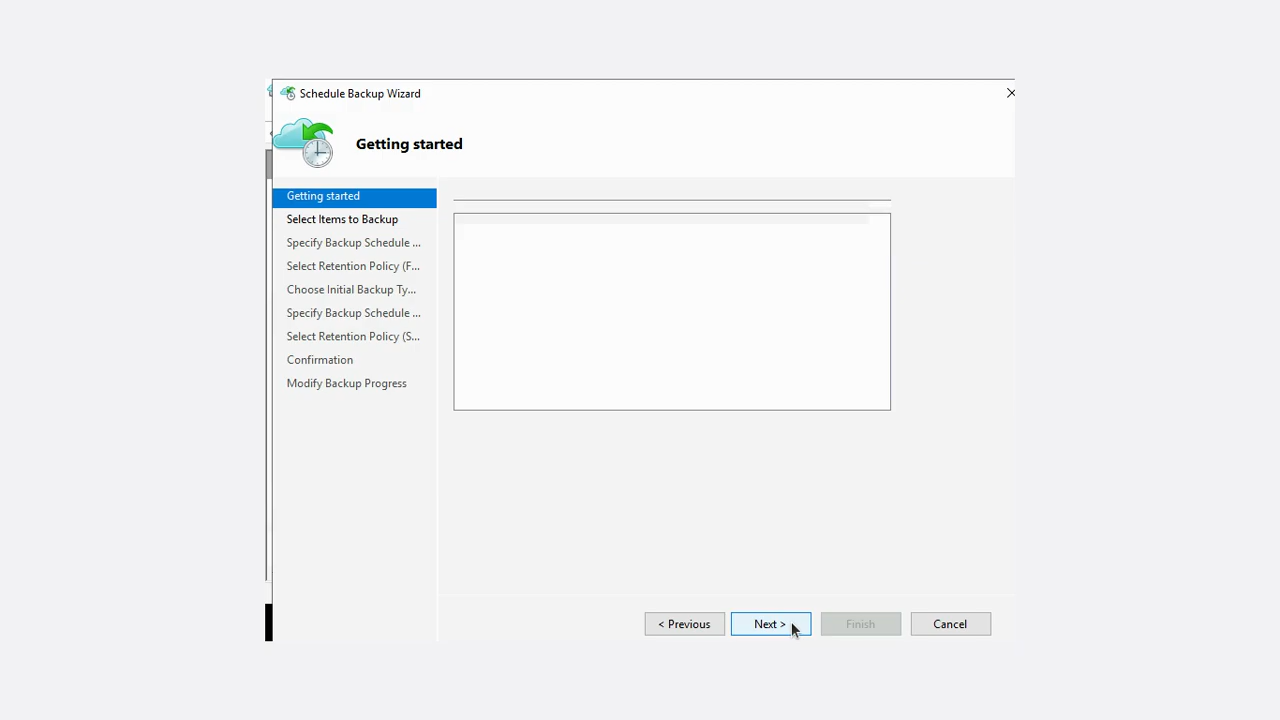 Schedule Backup Wizard
Getting started
Getting started
Select Items to Backup
Specify Backup Schedule ...
Select Retention Policy (F...
Choose Initial Backup Ty...
Specify Backup Schedule ...
Select Retention Policy (S...
Confirmation
Modify Backup Progress
< Previous
Next >
Finish
Cancel